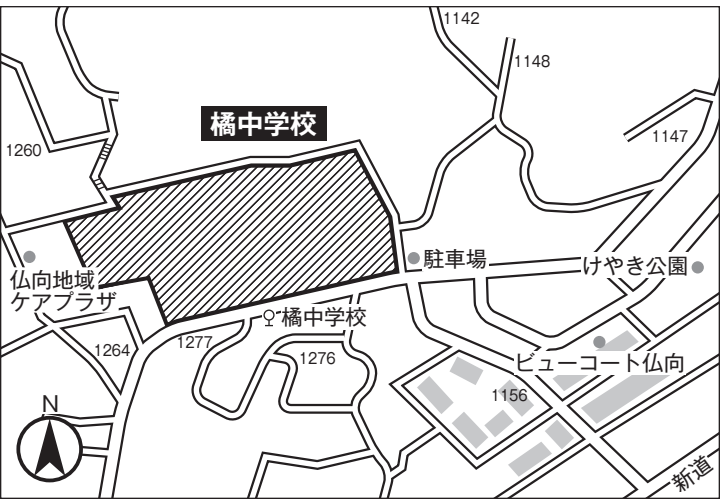 1142
1148
橘中学校
1147
1260
仏向地域
ケアプラザ
駐車場
けやき公園
橘中学校
1264
1277
1276
ビューコート仏向
1156
N
新道